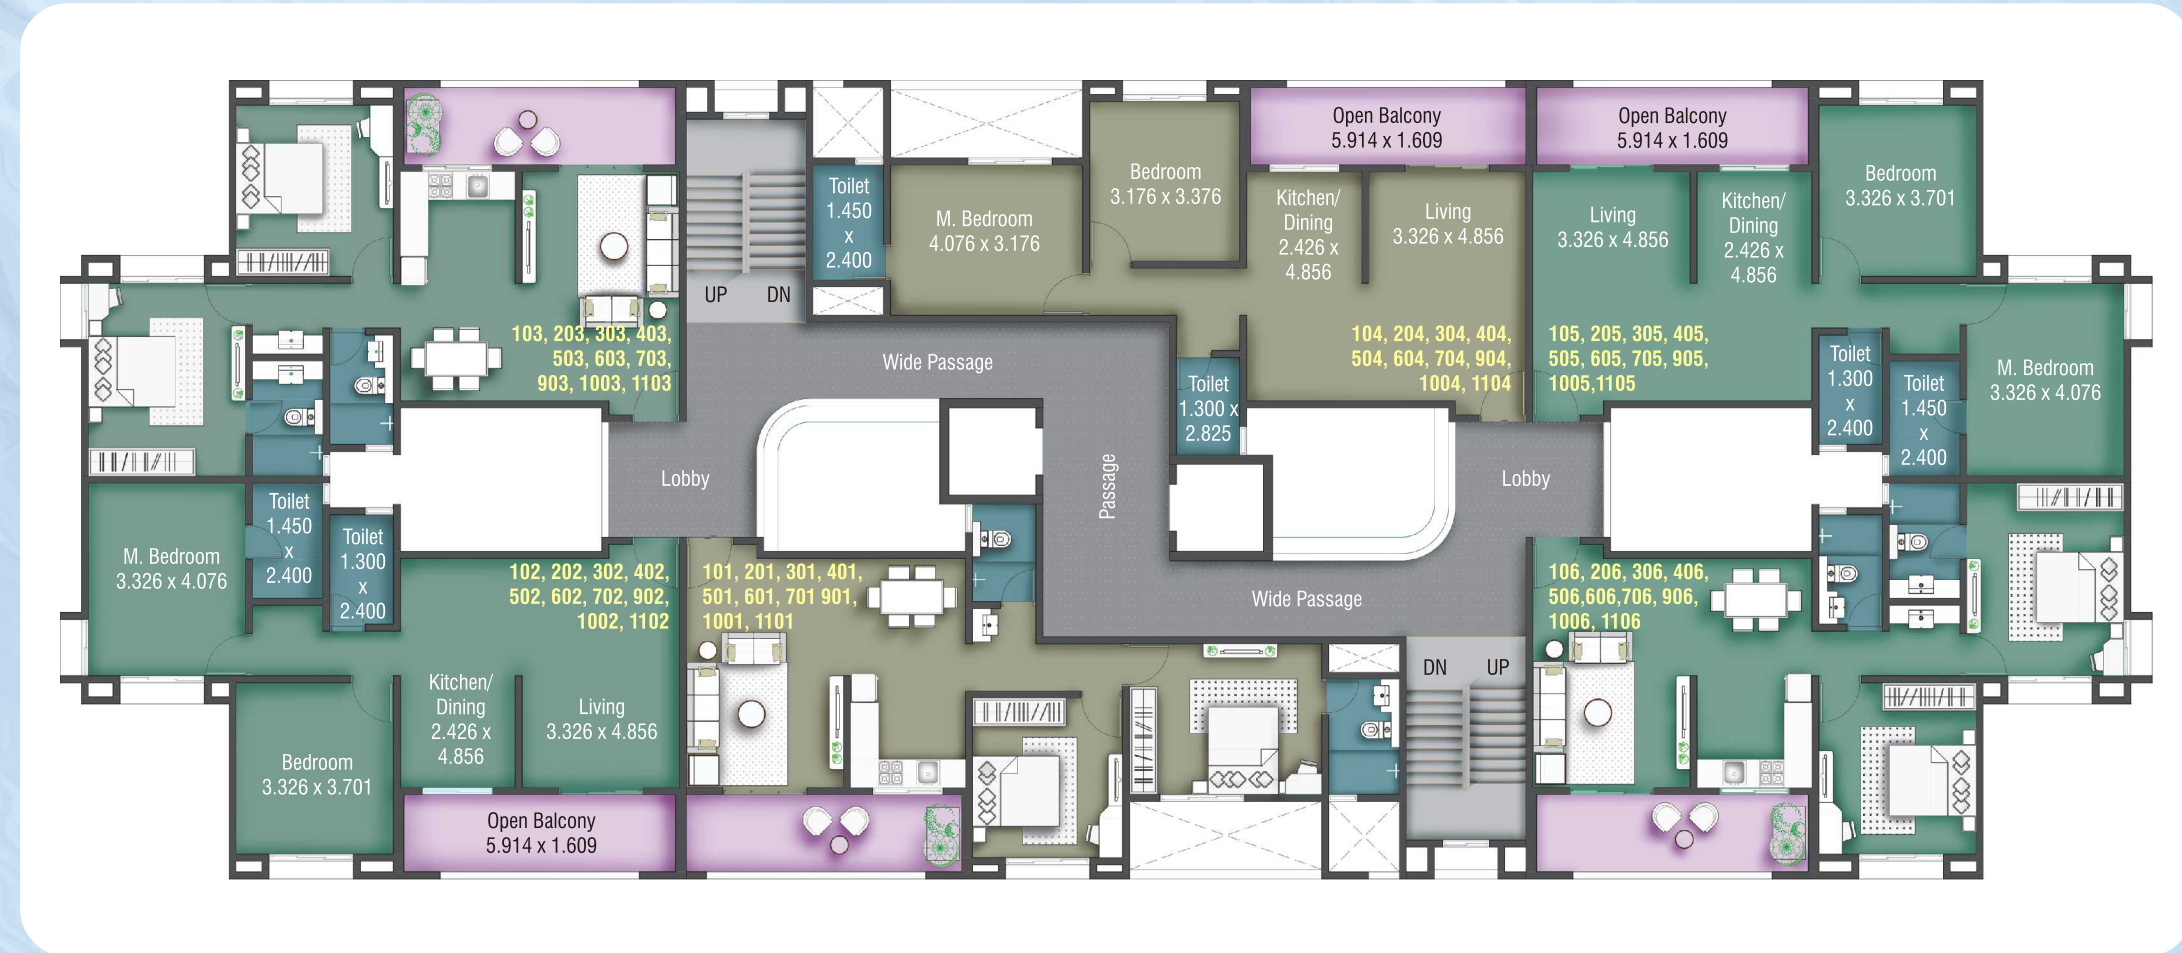 Open Balcony
5.914 x 1.609
Open Balcony
5.914 x 1.609
Toilet
1.450
x
2.400
M. Bedroom
4.076 x 3.176
Bedroom
3.176 x 3.376
Kitchen/
Dining
2.426 x
4.856
Living
3.326 x 4.856
Living
3.326 x 4.856
Kitchen/
Dining
2.426 x
4.856
Bedroom
3.326 x 3.701
UP DN
103, 203, 303, 403,
503, 603, 703,
903, 1003, 1103
Wide Passage
104, 204, 304, 404,
504, 604, 704, 904,
1004, 1104
105, 205, 305, 405,
505, 605, 705, 905,
1005,1105
Toilet
1.300 x
2.825
Toilet
1.300
x
2.400
Toilet
1.450
x
2.400
M. Bedroom
3.326 x 4.076
Lobby
Passage
Lobby
M. Bedroom
3.326 x 4.076
Toilet
1.450
x
2.400
Toilet
1.300
x
2.400
102, 202, 302, 402,
502, 602, 702, 902,
1002, 1102
101, 201, 301, 401,
501, 601, 701 901,
1001, 1101
Wide Passage
106, 206, 306, 406,
506,606,706, 906,
1006, 1106
DN UP
Bedroom
3.326 x 3.701
Kitchen/
Dining
2.426 x
4.856
Living
3.326 x 4.856
Open Balcony
5.914 x 1.609